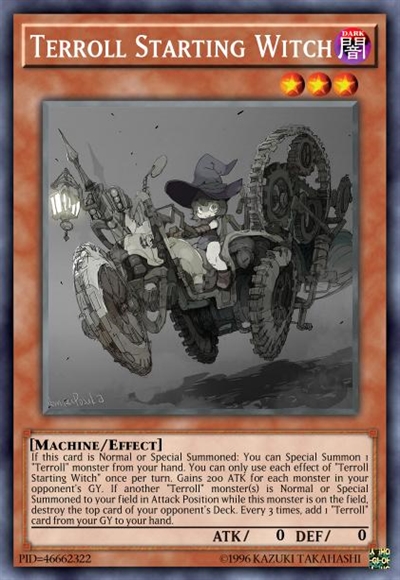 TERROLL STARTING WITCH
DARK
闇
[MACHINE/EFFECT]
If this card is Normal or Special Summoned: You can Special Summon 1
"Terroll" monster from your hand. You can only use each effect of "Terroll
Starting Witch" once per turn. Gains 200 ATK for each monster in your
opponent's GY. If another "Terroll" monster(s) is Normal or Special
Summoned to your field in Attack Position while this monster is on the field,
destroy the top card of your opponent's Deck. Every 3 times, add 1 "Terroll"
card from your GY to your hand.
ATK/ 0 DEF/ 0
PID=46662322 ©1996 KAZUKI TAKAHASHI